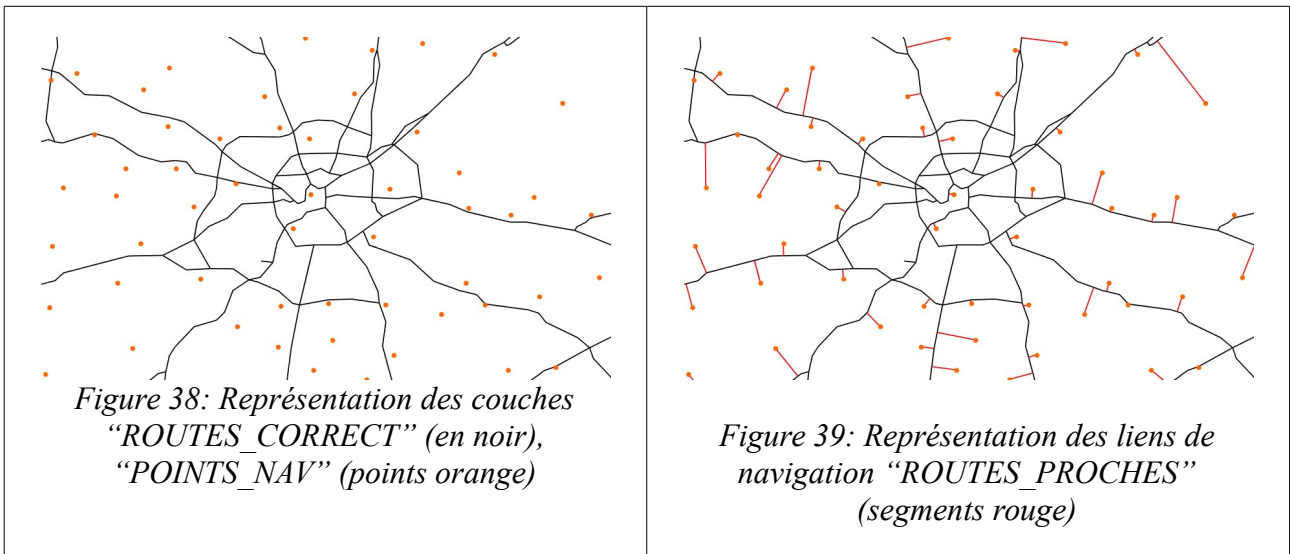 Figure 38: Représentation des couches
“ROUTES_CORRECT” (en noir),
“POINTS_NAV” (points orange)
Figure 39: Représentation des liens de
navigation “ROUTES_PROCHES”
(segments rouge)